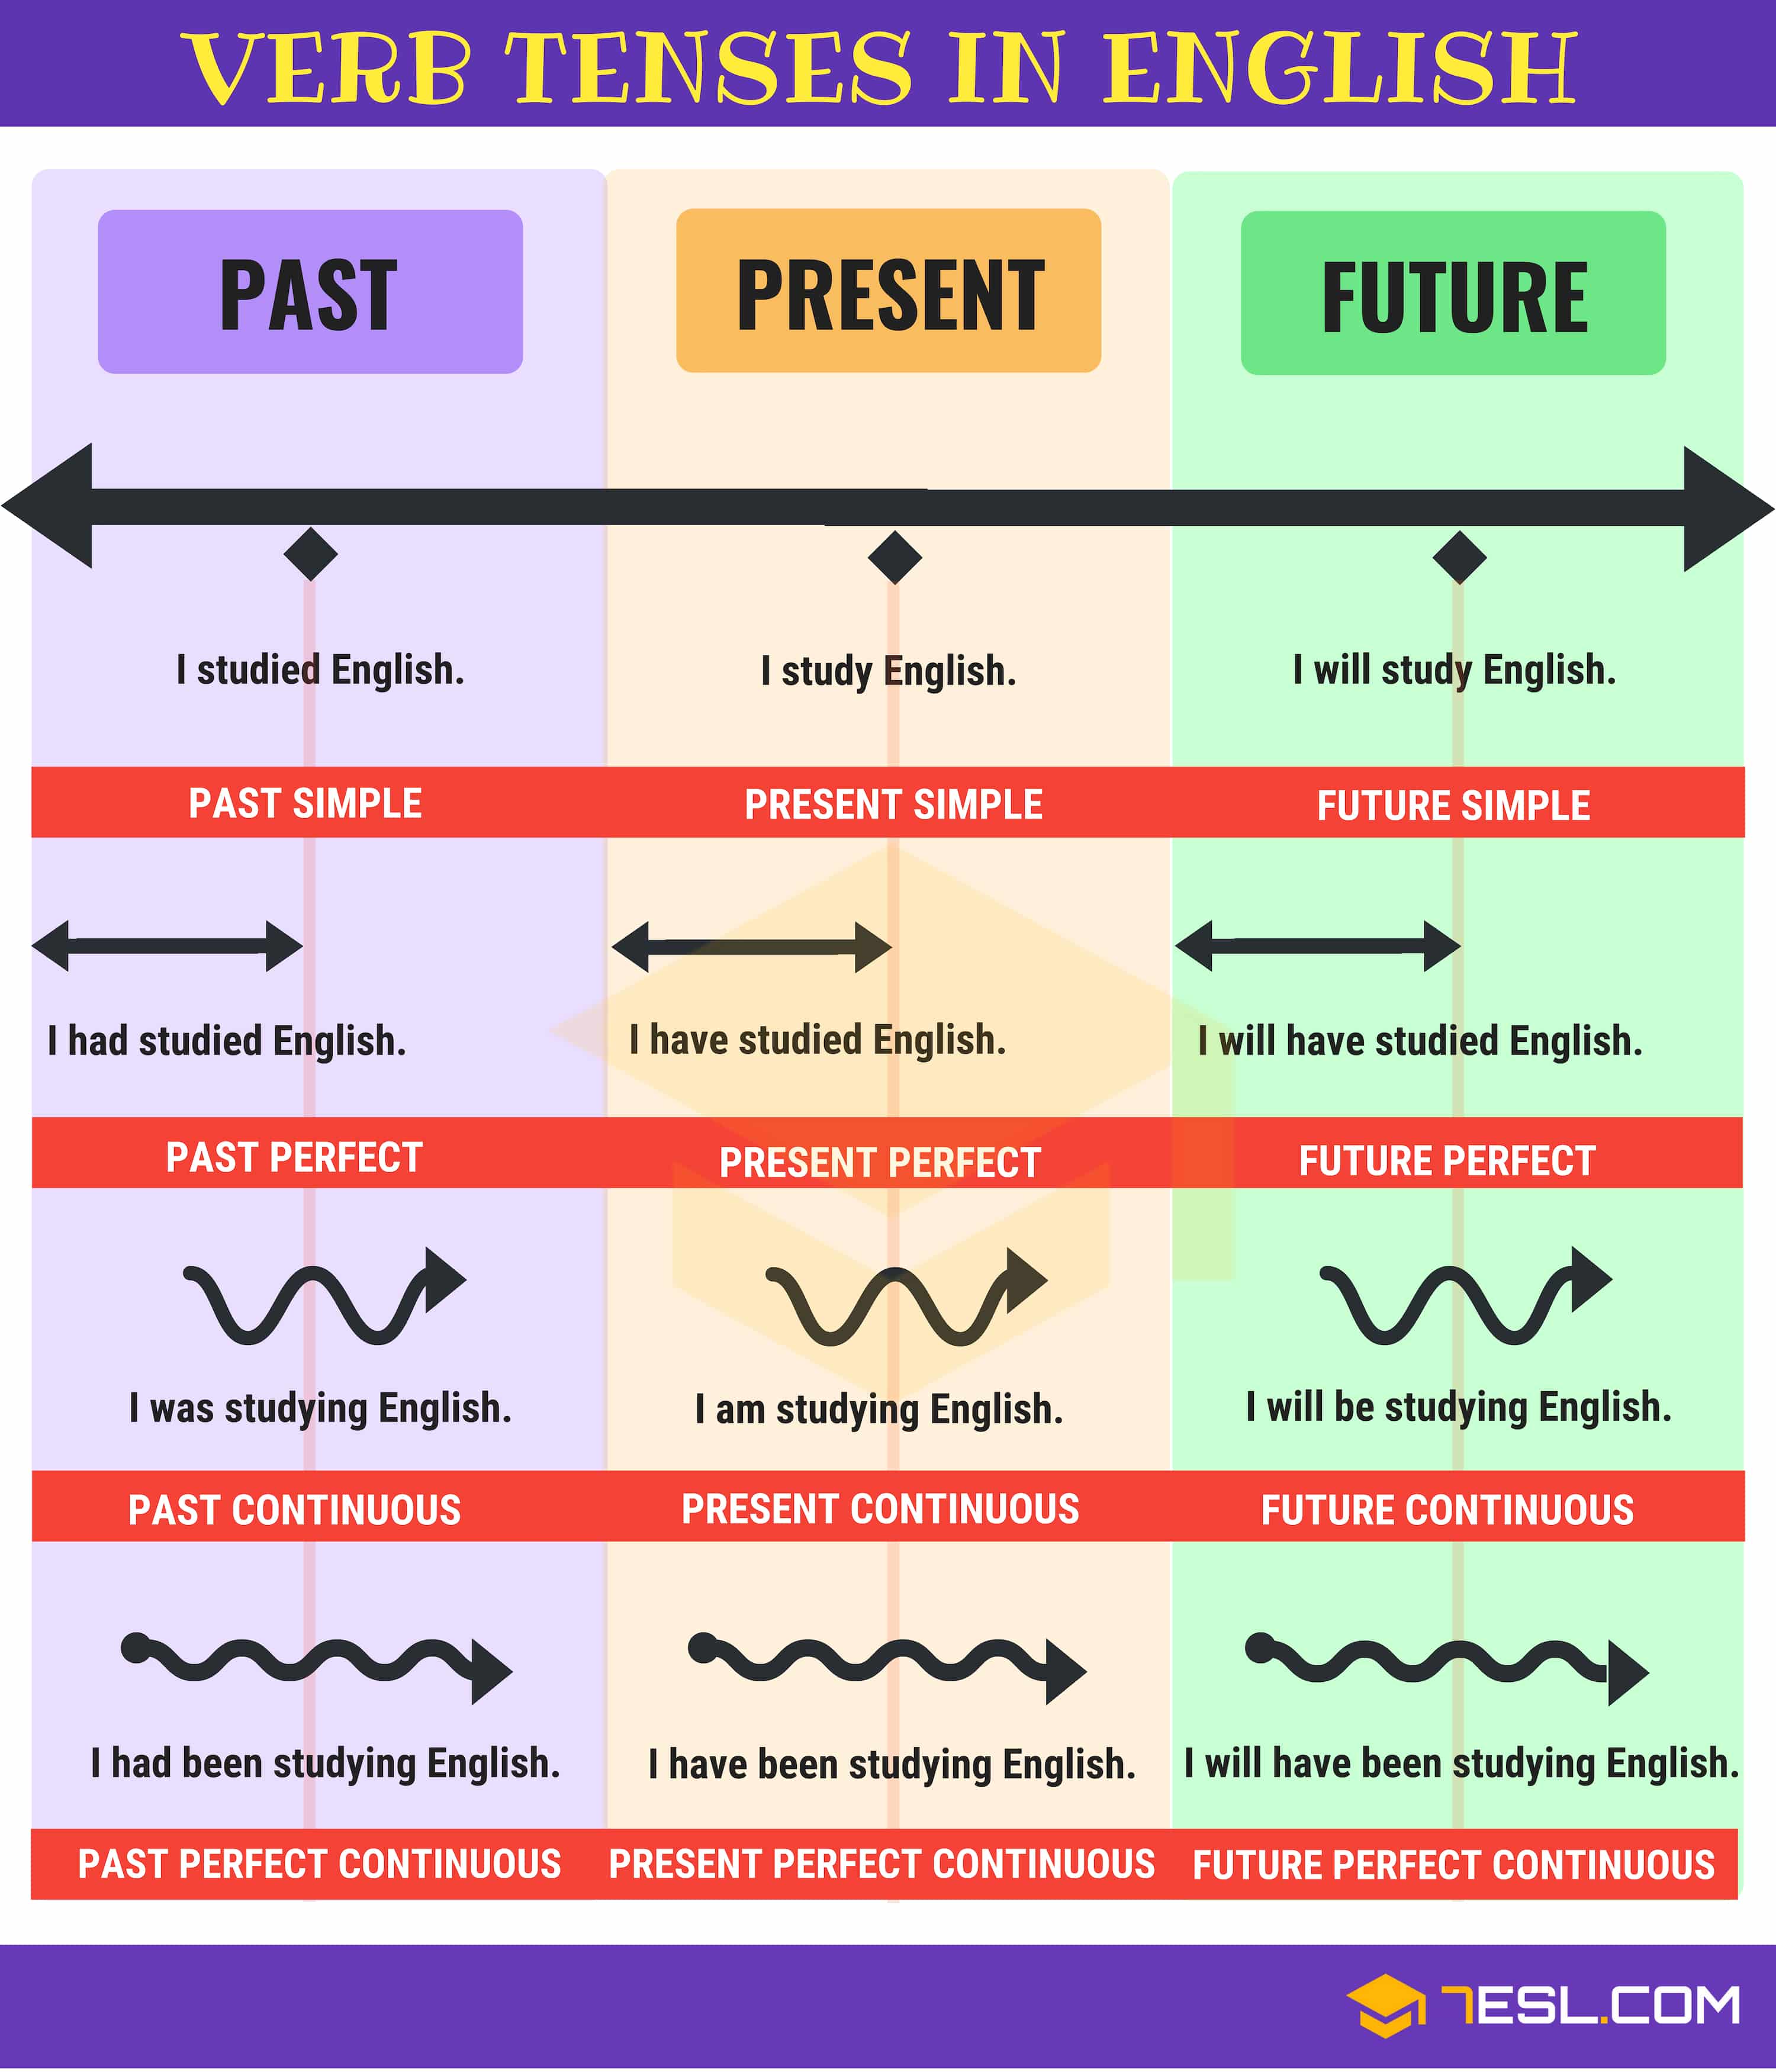 VERB TENSES IN ENGLISH
PAST
PRESENT
FUTURE
I studied English.
I study English.
I will study English.
PAST SIMPLE
PRESENT SIMPLE
FUTURE SIMPLE
I had studied English.
I have studied English.
I will have studied English.
PAST PERFECT
PRESENT PERFECT
FUTURE PERFECT
I was studying English.
I am studying English.
I will be studying English.
PAST CONTINUOUS
PRESENT CONTINUOUS
FUTURE CONTINUOUS
I had been studying English.
I have been studying English.
I will have been studying English.
PAST PERFECT CONTINUOUS
PRESENT PERFECT CONTINUOUS
FUTURE PERFECT CONTINUOUS
7ESL.COM